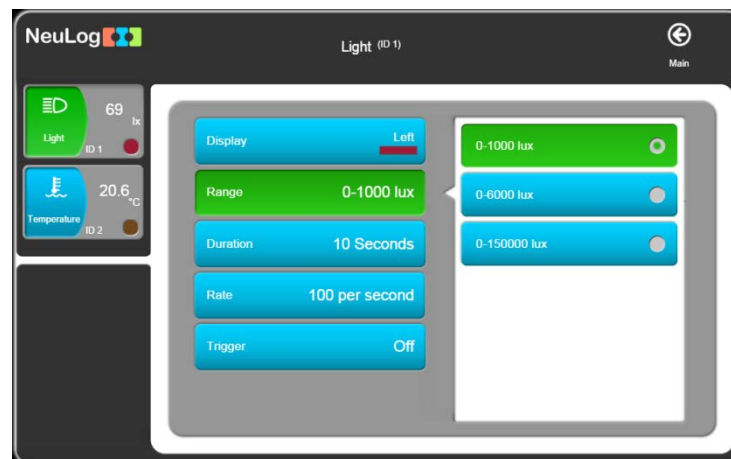 NeuLog
Light (ID 1)
Main
69 lx
Light
ID 1
20.6 °C
Temperature
ID 2
Display Left
Range 0-1000 lux
Duration 10 Seconds
Rate 100 per second
Trigger Off
0-1000 lux
0-6000 lux
0-150000 lux